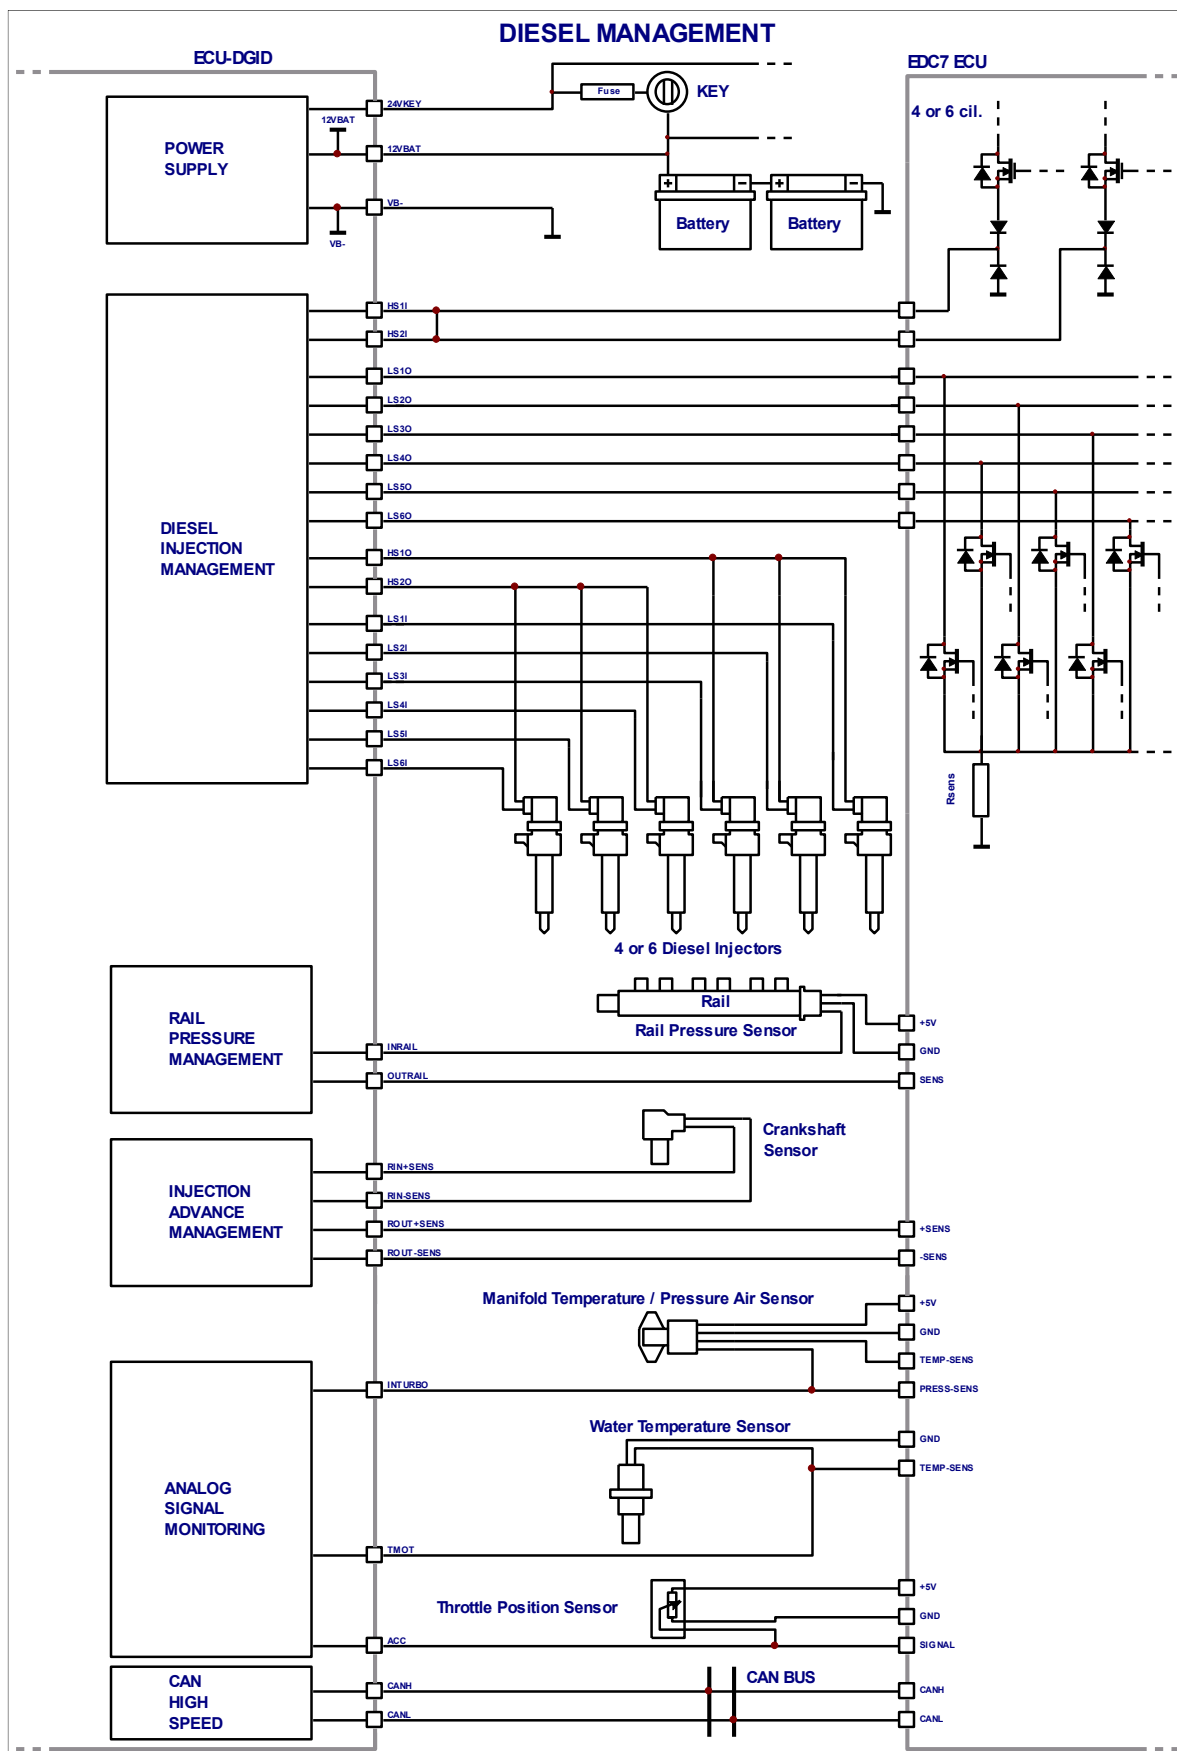 DIESEL MANAGEMENT
ECU-DGID
EDC7 ECU
POWER
SUPPLY
12VBAT
VB-
24VKEY
12VBAT
VB-
Fuse
KEY
Battery
Battery
4 or 6 cil.
DIESEL
INJECTION
MANAGEMENT
HS1I
HS2I
LS1O
LS2O
LS3O
LS4O
LS5O
LS6O
HS1O
HS2O
LS1I
LS2I
LS3I
LS4I
LS5I
LS6I
Rsens
4 or 6 Diesel Injectors
RAIL
PRESSURE
MANAGEMENT
INRAIL
OUTRAIL
Rail
Rail Pressure Sensor
+5V
GND
SENS
INJECTION
ADVANCE
MANAGEMENT
RIN+SENS
RIN-SENS
ROUT+SENS
ROUT-SENS
Crankshaft
Sensor
+SENS
-SENS
Manifold Temperature / Pressure Air Sensor
+5V
GND
TEMP-SENS
PRESS-SENS
ANALOG
SIGNAL
MONITORING
INTURBO
TMOT
ACC
Water Temperature Sensor
GND
TEMP-SENS
Throttle Position Sensor
+5V
GND
SIGNAL
CAN
HIGH
SPEED
CANH
CANL
CAN BUS
CANH
CANL